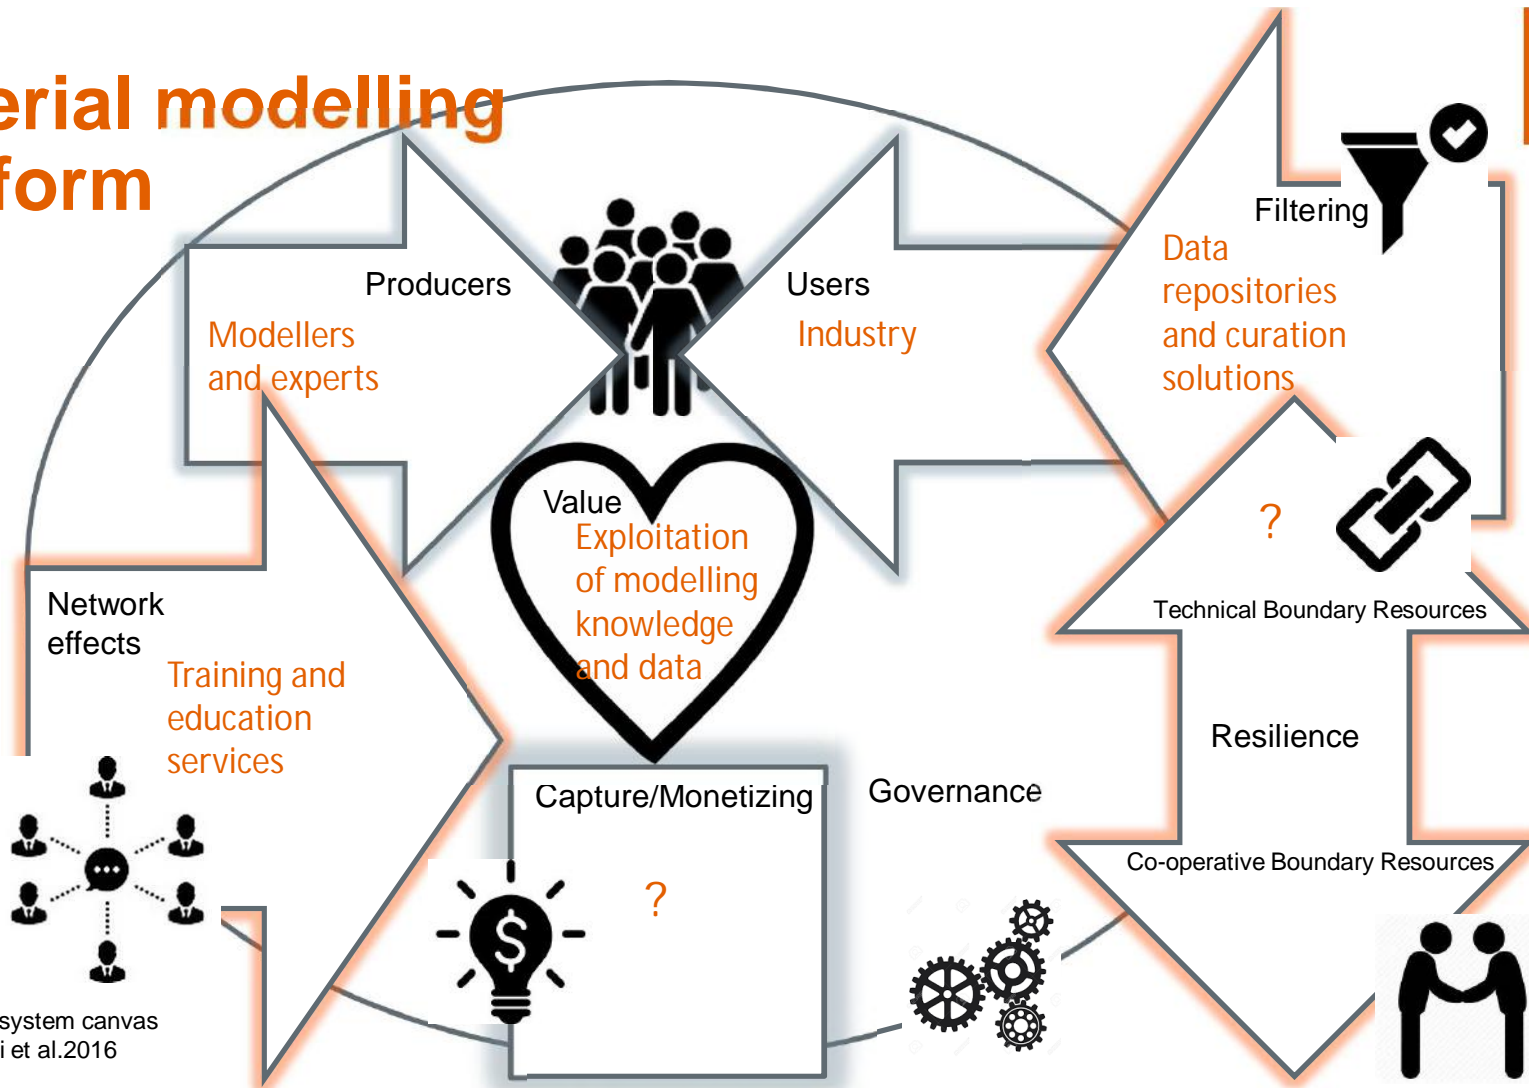 erial modelling
form
Producers
Modellers
and experts
Users
Industry
Filtering
Data
repositories
and curation
solutions
Value
Exploitation
of modelling
knowledge
and data
?
Technical Boundary Resources
Network
effects
Training and
education
services
Resilience
Capture/Monetizing
?
Governance
Co-operative Boundary Resources
$
system canvas
i et al.2016